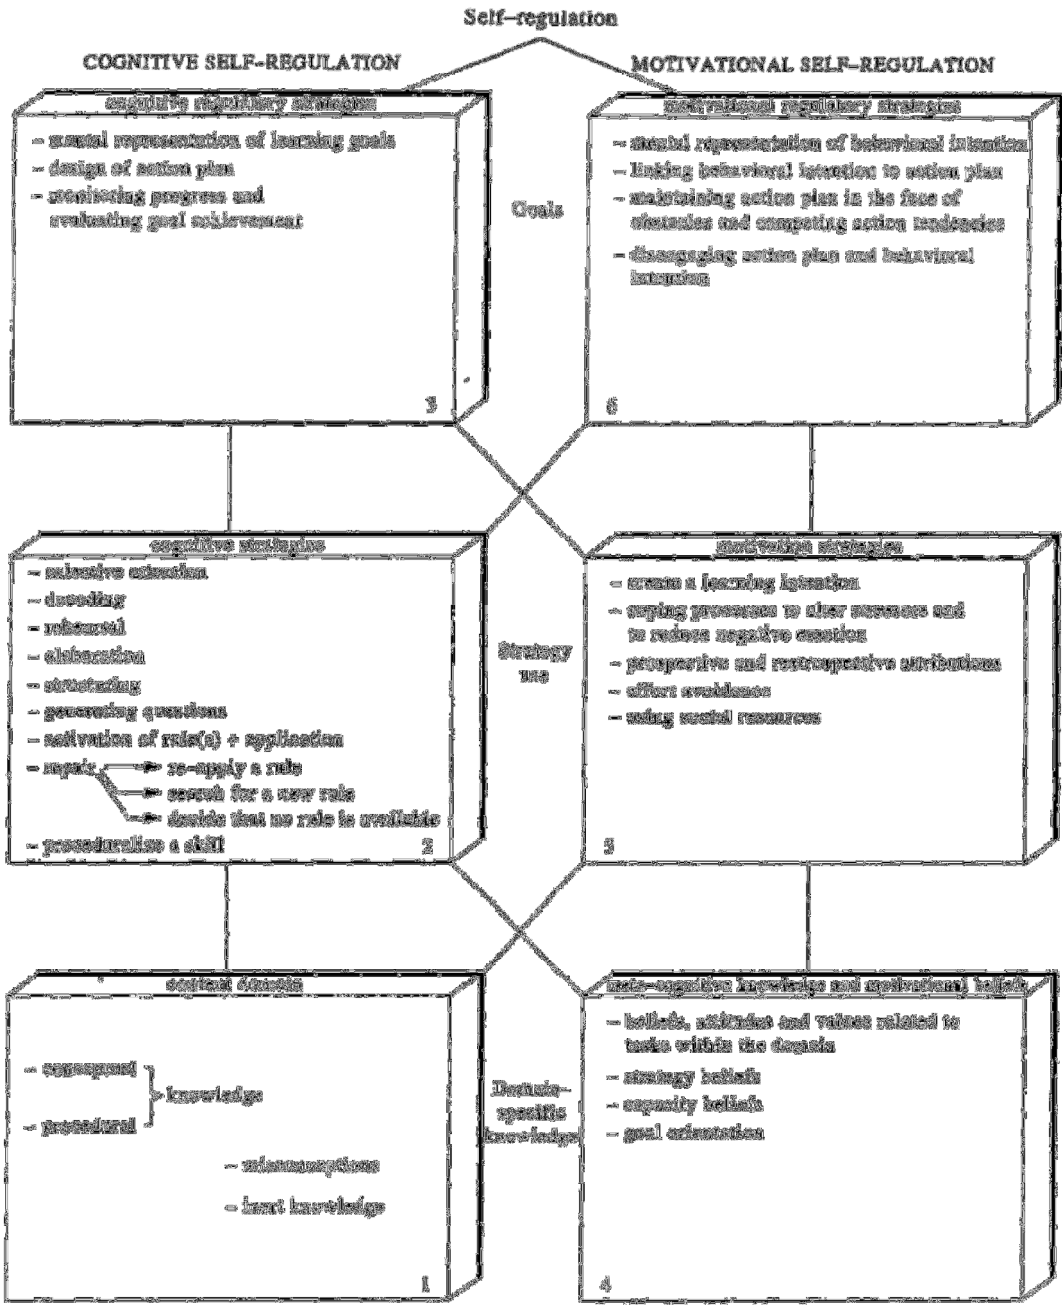 Self-regulation
COGNITIVE SELF-REGULATION
MOTIVATIONAL SELF-REGULATION
cognitive regulatory strategies
- mental representation of learning goals
- design of action plan
- monitoring progress and
evaluating goal achievement
3
Goals
motivational regulatory strategies
- mental representation of behavioral intention
- linking behavioral intention to action plan
- maintaining action plan in the face of
obstacles and competing action tendencies
- disengaging action plan and behavioral
intention
6
cognitive strategies
- selective attention
- decoding
- rehearsal
- elaboration
- structuring
- generating questions
- activation of rule(s) + application
- repair
re-apply a rule
search for a new rule
decide that no rule is available
- proceduralize a skill
2
Strategy
use
motivation strategies
- create a learning intention
- coping processes to alter stressors and
to reduce negative emotion
- prospective and restrospective attributions
- effort avoidance
- using social resources
5
content domain
- conceptual
knowledge
- procedural
- misconceptions
- inert knowledge
1
Domain-
specific
knowledge
meta-cognitive knowledge and motivational beliefs
- beliefs, attitudes and values related to
tasks within the domain
- strategy beliefs
- capacity beliefs
- goal orientation
4